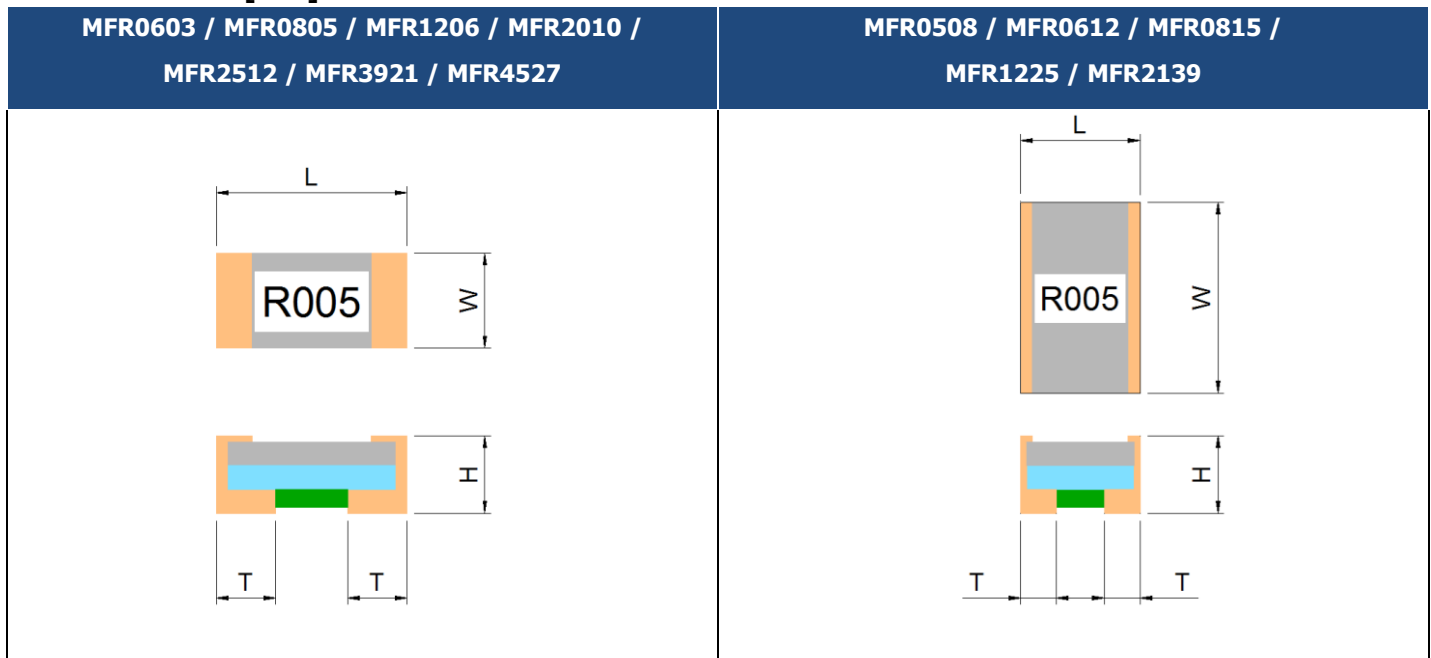 MFR0603 / MFR0805 / MFR1206 / MFR2010 /
MFR2512 / MFR3921 / MFR4527
MFR0508 / MFR0612 / MFR0815 /
MFR1225 / MFR2139
L
R005
W
H
T
T
L
R005
W
H
T
T